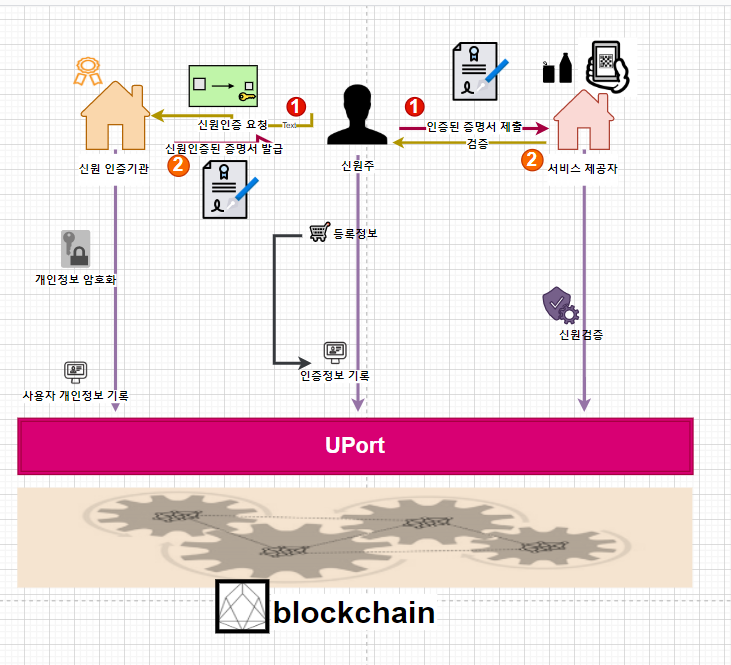 1
신원인증 요청
Text
신원인증된 증명서 발급
2
신원 인증기관
신원주
1
인증된 증명서 제출
검증
2
서비스 제공자
개인정보 암호화
등록정보
신원검증
사용자 개인정보 기록
인증정보 기록
UPort
blockchain